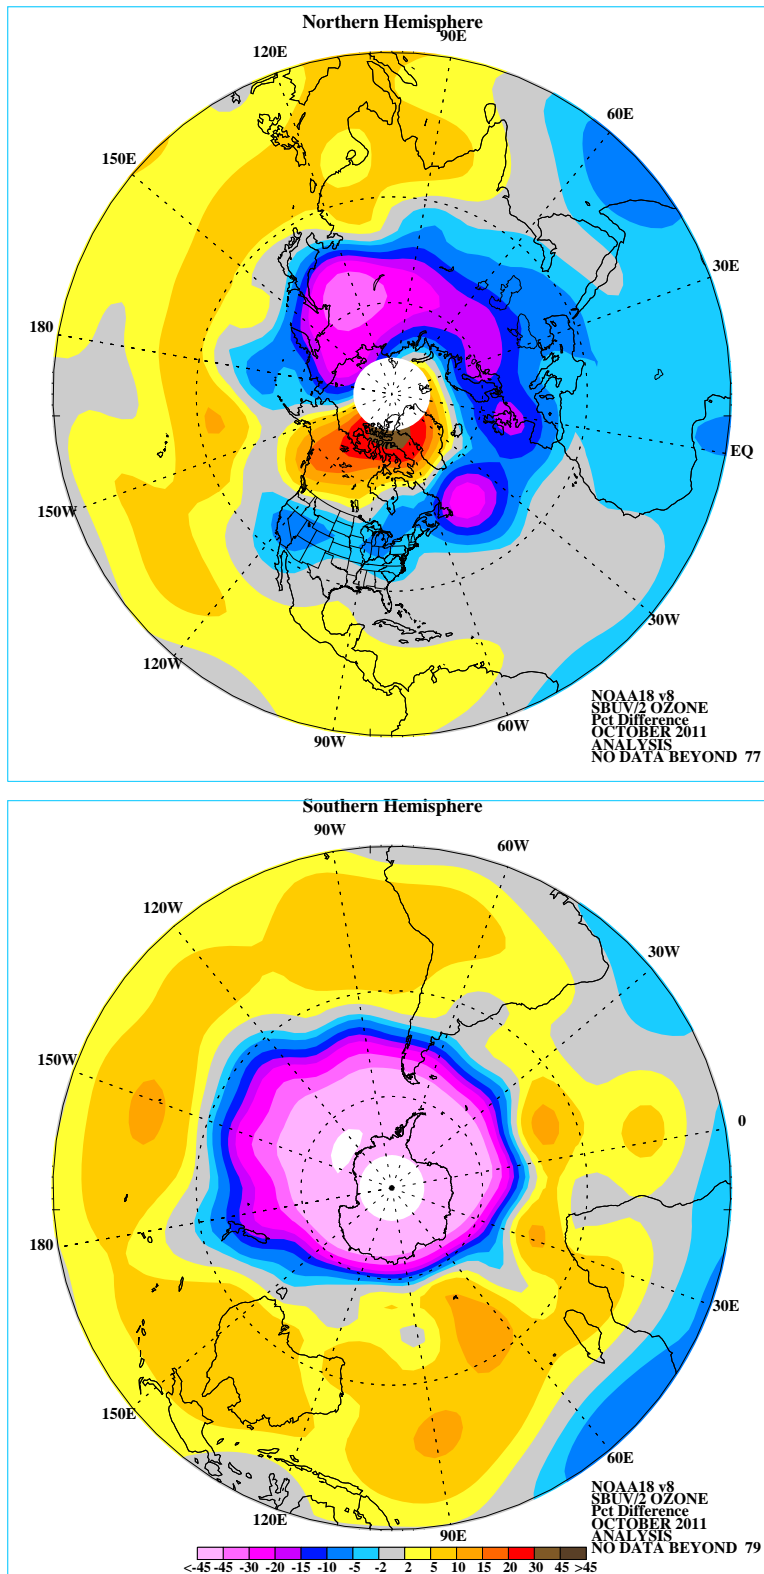 Northern Hemisphere
90E
120E
60E
150E
30E
180
EQ
150W
30W
120W
60W
90W
NOAA18 v8
SBUV/2 OZONE
Pct Difference
OCTOBER 2011
ANALYSIS
NO DATA BEYOND 77
Southern Hemisphere
90W
60W
120W
30W
150W
0
180
30E
150E
60E
120E
90E
NOAA18 v8
SBUV/2 OZONE
Pct Difference
OCTOBER 2011
ANALYSIS
NO DATA BEYOND 79
<-45 -45 -30 -20 -15 -10 -5 -2 2 5 10 15 20 30 45 >45